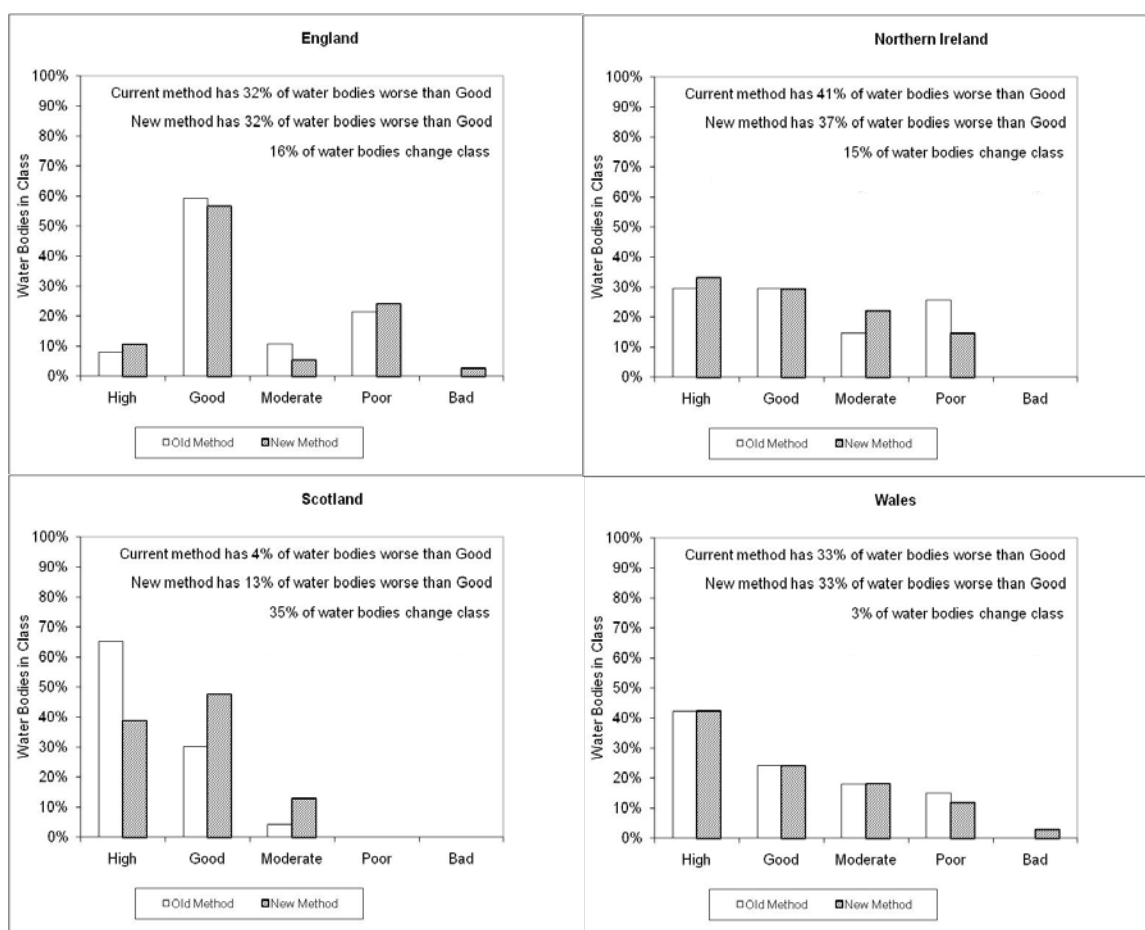 England
100%
90%
80%
70%
60%
50%
40%
30%
20%
10%
0%
Water Bodies in Class
Current method has 32% of water bodies worse than Good
New method has 32% of water bodies worse than Good
16% of water bodies change class
High Good Moderate Poor Bad
Old Method New Method
Northern Ireland
100%
90%
80%
70%
60%
50%
40%
30%
20%
10%
0%
Water Bodies in Class
Current method has 41% of water bodies worse than Good
New method has 37% of water bodies worse than Good
15% of water bodies change class
High Good Moderate Poor Bad
Old Method New Method
Scotland
100%
90%
80%
70%
60%
50%
40%
30%
20%
10%
0%
Water Bodies in Class
Current method has 4% of water bodies worse than Good
New method has 13% of water bodies worse than Good
35% of water bodies change class
High Good Moderate Poor Bad
Old Method New Method
Wales
100%
90%
80%
70%
60%
50%
40%
30%
20%
10%
0%
Water Bodies in Class
Current method has 33% of water bodies worse than Good
New method has 33% of water bodies worse than Good
3% of water bodies change class
High Good Moderate Poor Bad
Old Method New Method